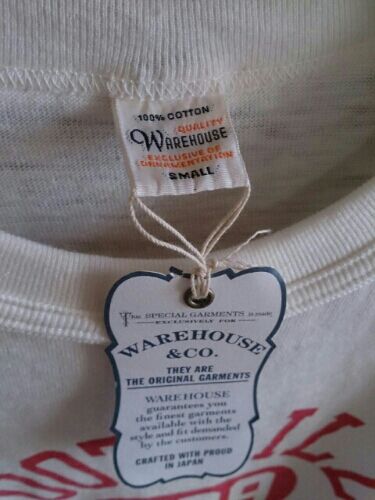 100% COTTON
QUALITY
WAREHOUSE
EXCLUSIVE OF
ORNAMENTATION
SMALL
THE SPECIAL GARMENTS is made
EXCLUSIVELY FOR
WAREHOUSE
& CO.
THEY ARE
THE ORIGINAL GARMENTS
WAREHOUSE
guarantees you
the finest garments
available with the
style and fit demanded
by the customers.
CRAFTED WITH PROUD
IN JAPAN